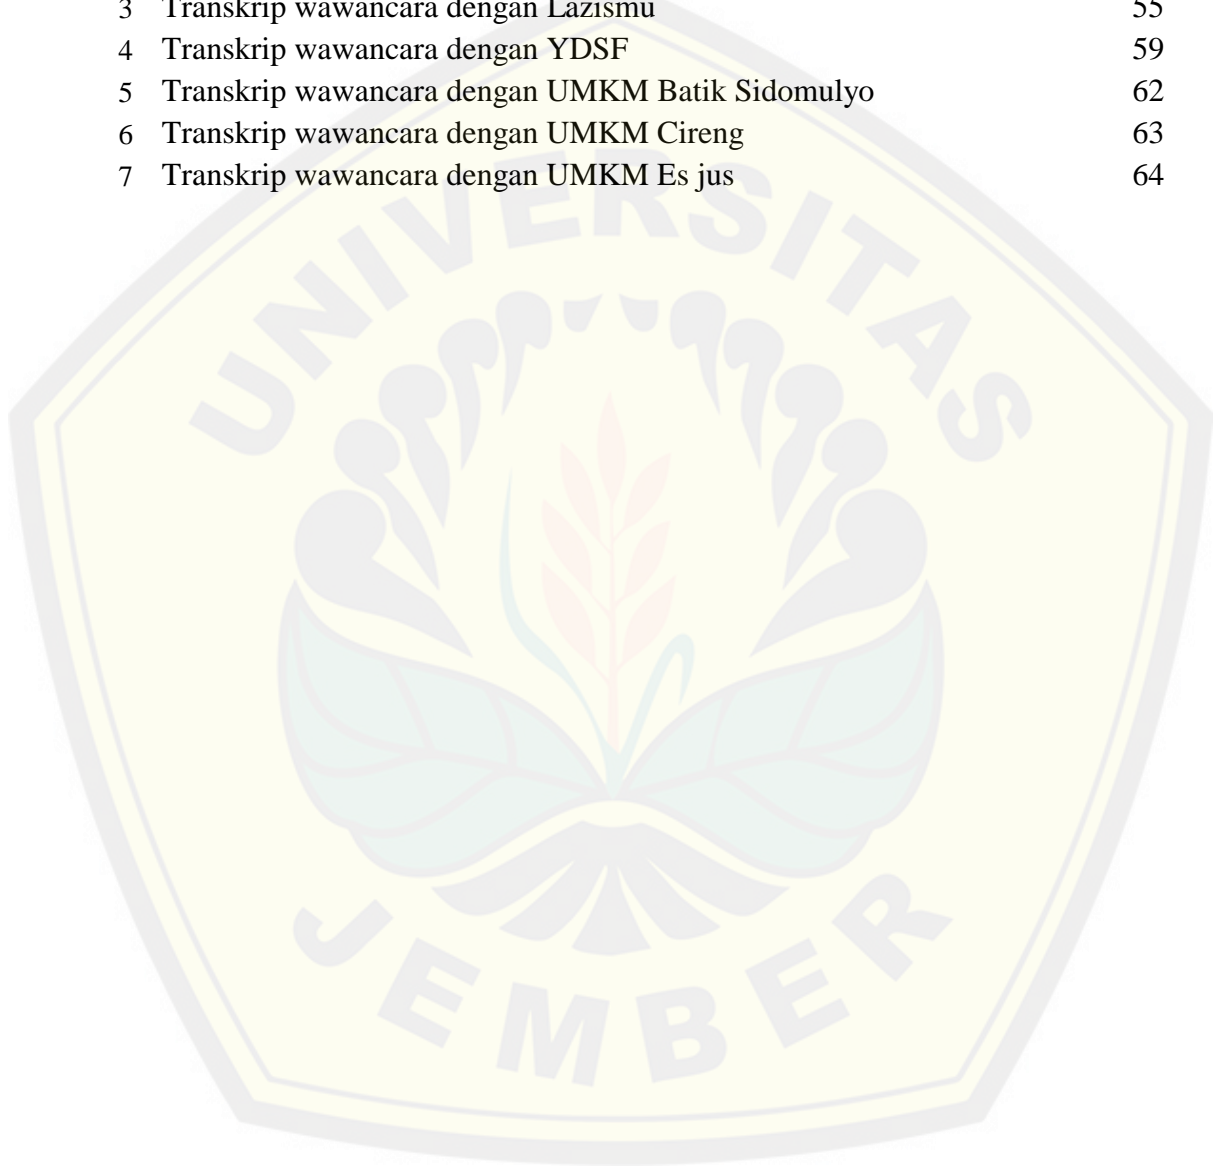 3 Transkrip wawancara dengan Lazismu 55
4 Transkrip wawancara dengan YDSF 59
5 Transkrip wawancara dengan UMKM Batik Sidomulyo 62
6 Transkrip wawancara dengan UMKM Cireng 63
7 Transkrip wawancara dengan UMKM Es jus 64
UNIVERSITAS
JEMBER